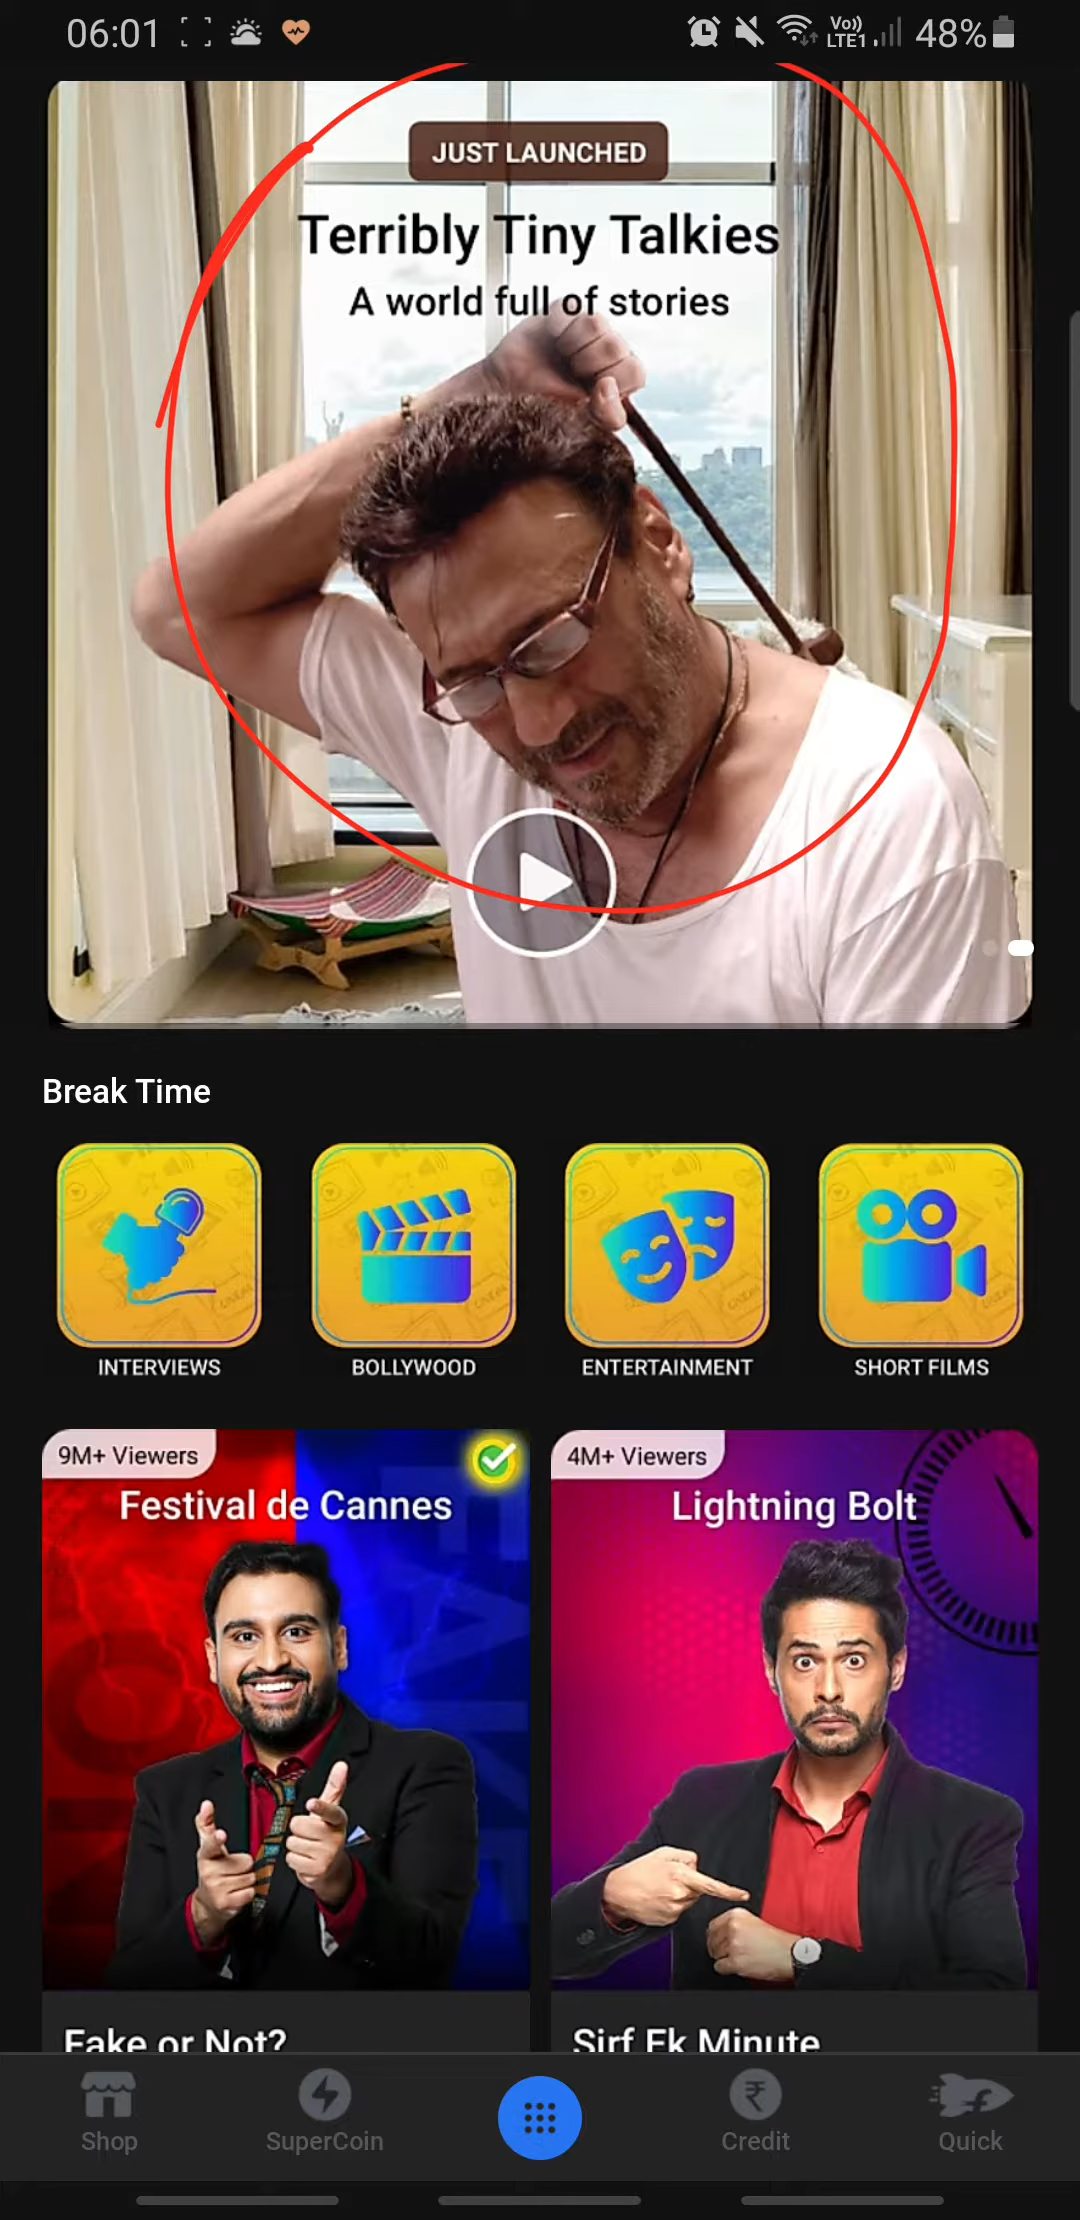 06:01
Vo))
LTE1
48%
JUST LAUNCHED
Terribly Tiny Talkies
A world full of stories
Break Time
INTERVIEWS
BOLLYWOOD
ENTERTAINMENT
SHORT FILMS
9M+ Viewers
Festival de Cannes
4M+ Viewers
Lightning Bolt
Fake or Not?
Sirf Ek Minute
Shop
SuperCoin
Credit
Quick